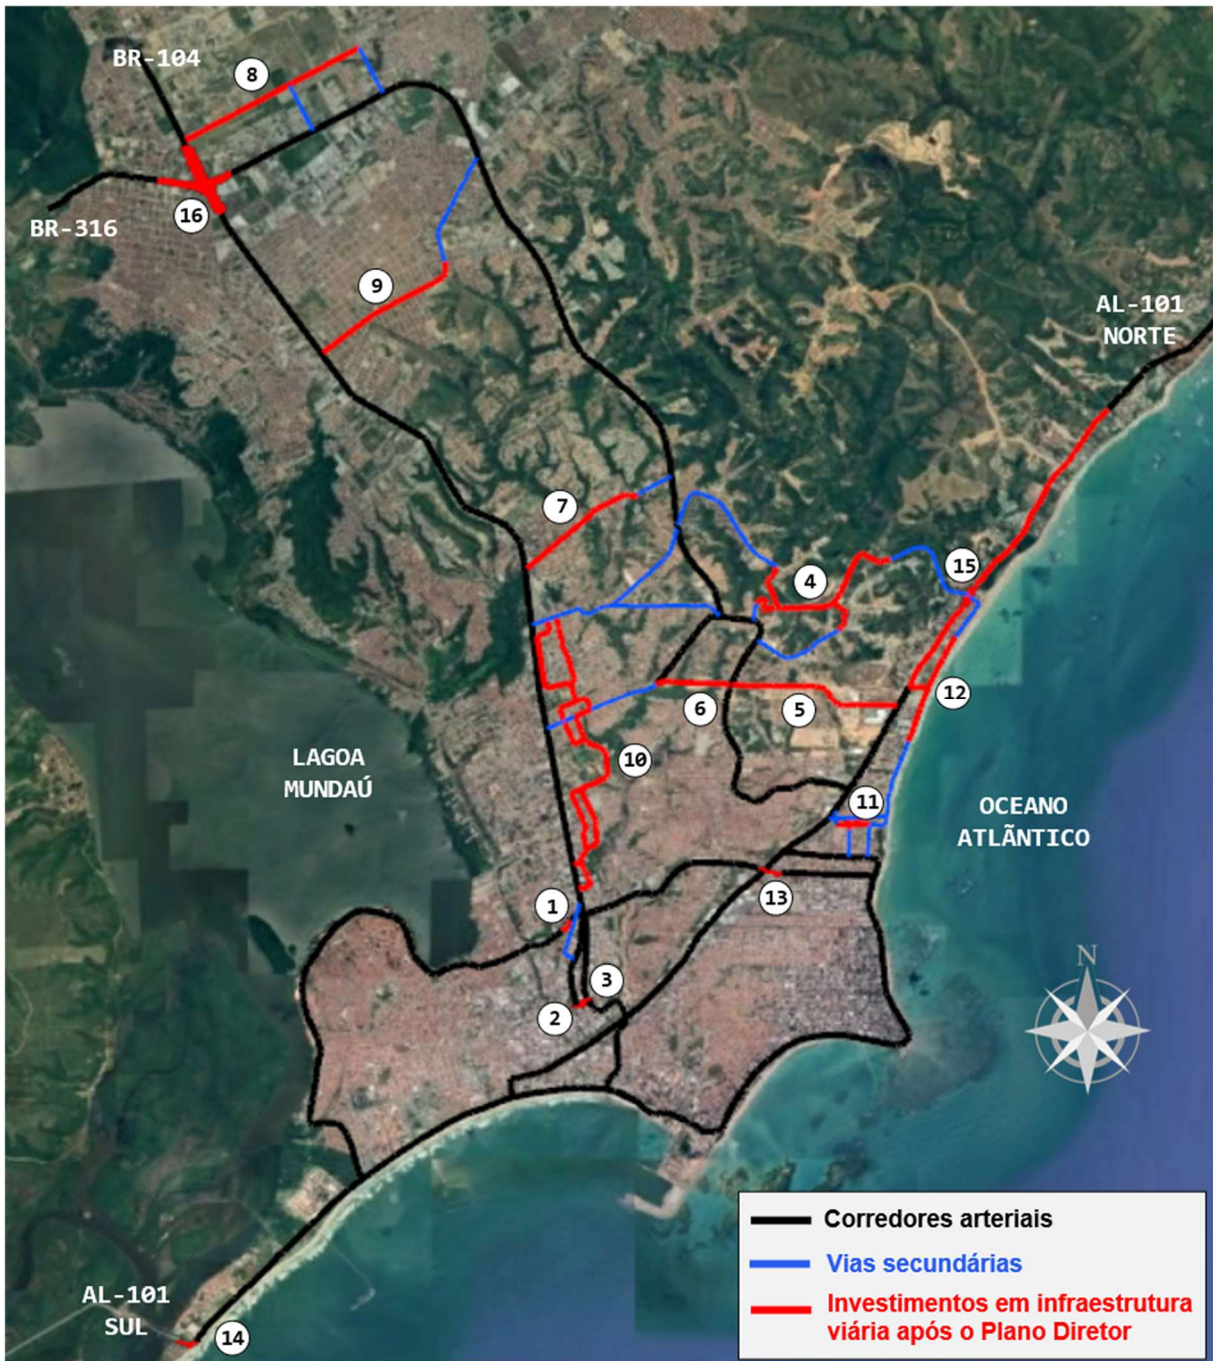 BR-104
8
16
BR-316
9
AL-101
NORTE
7
4
15
12
6
5
10
LAGOA
MUNDAÚ
11
OCEANO
ATLÃNTICO
13
1
3
2
N
AL-101
SUL
14
Corredores arteriais
Vias secundárias
Investimentos em infraestrutura
viária após o Plano Diretor